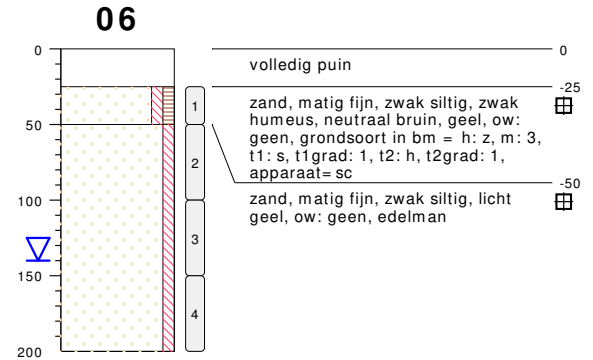 06
0
0
volledig puin
-25
zand, matig fijn, zwak siltig, zwak
humeus, neutraal bruin, geel, ow:
geen, grondsoort in bm = h: z, m: 3,
t1: s, t1grad: 1, t2: h, t2grad: 1,
apparaat=sc
1
50
-50
zand, matig fijn, zwak siltig, licht
geel, ow: geen, edelman
2
100
3
150
4
200